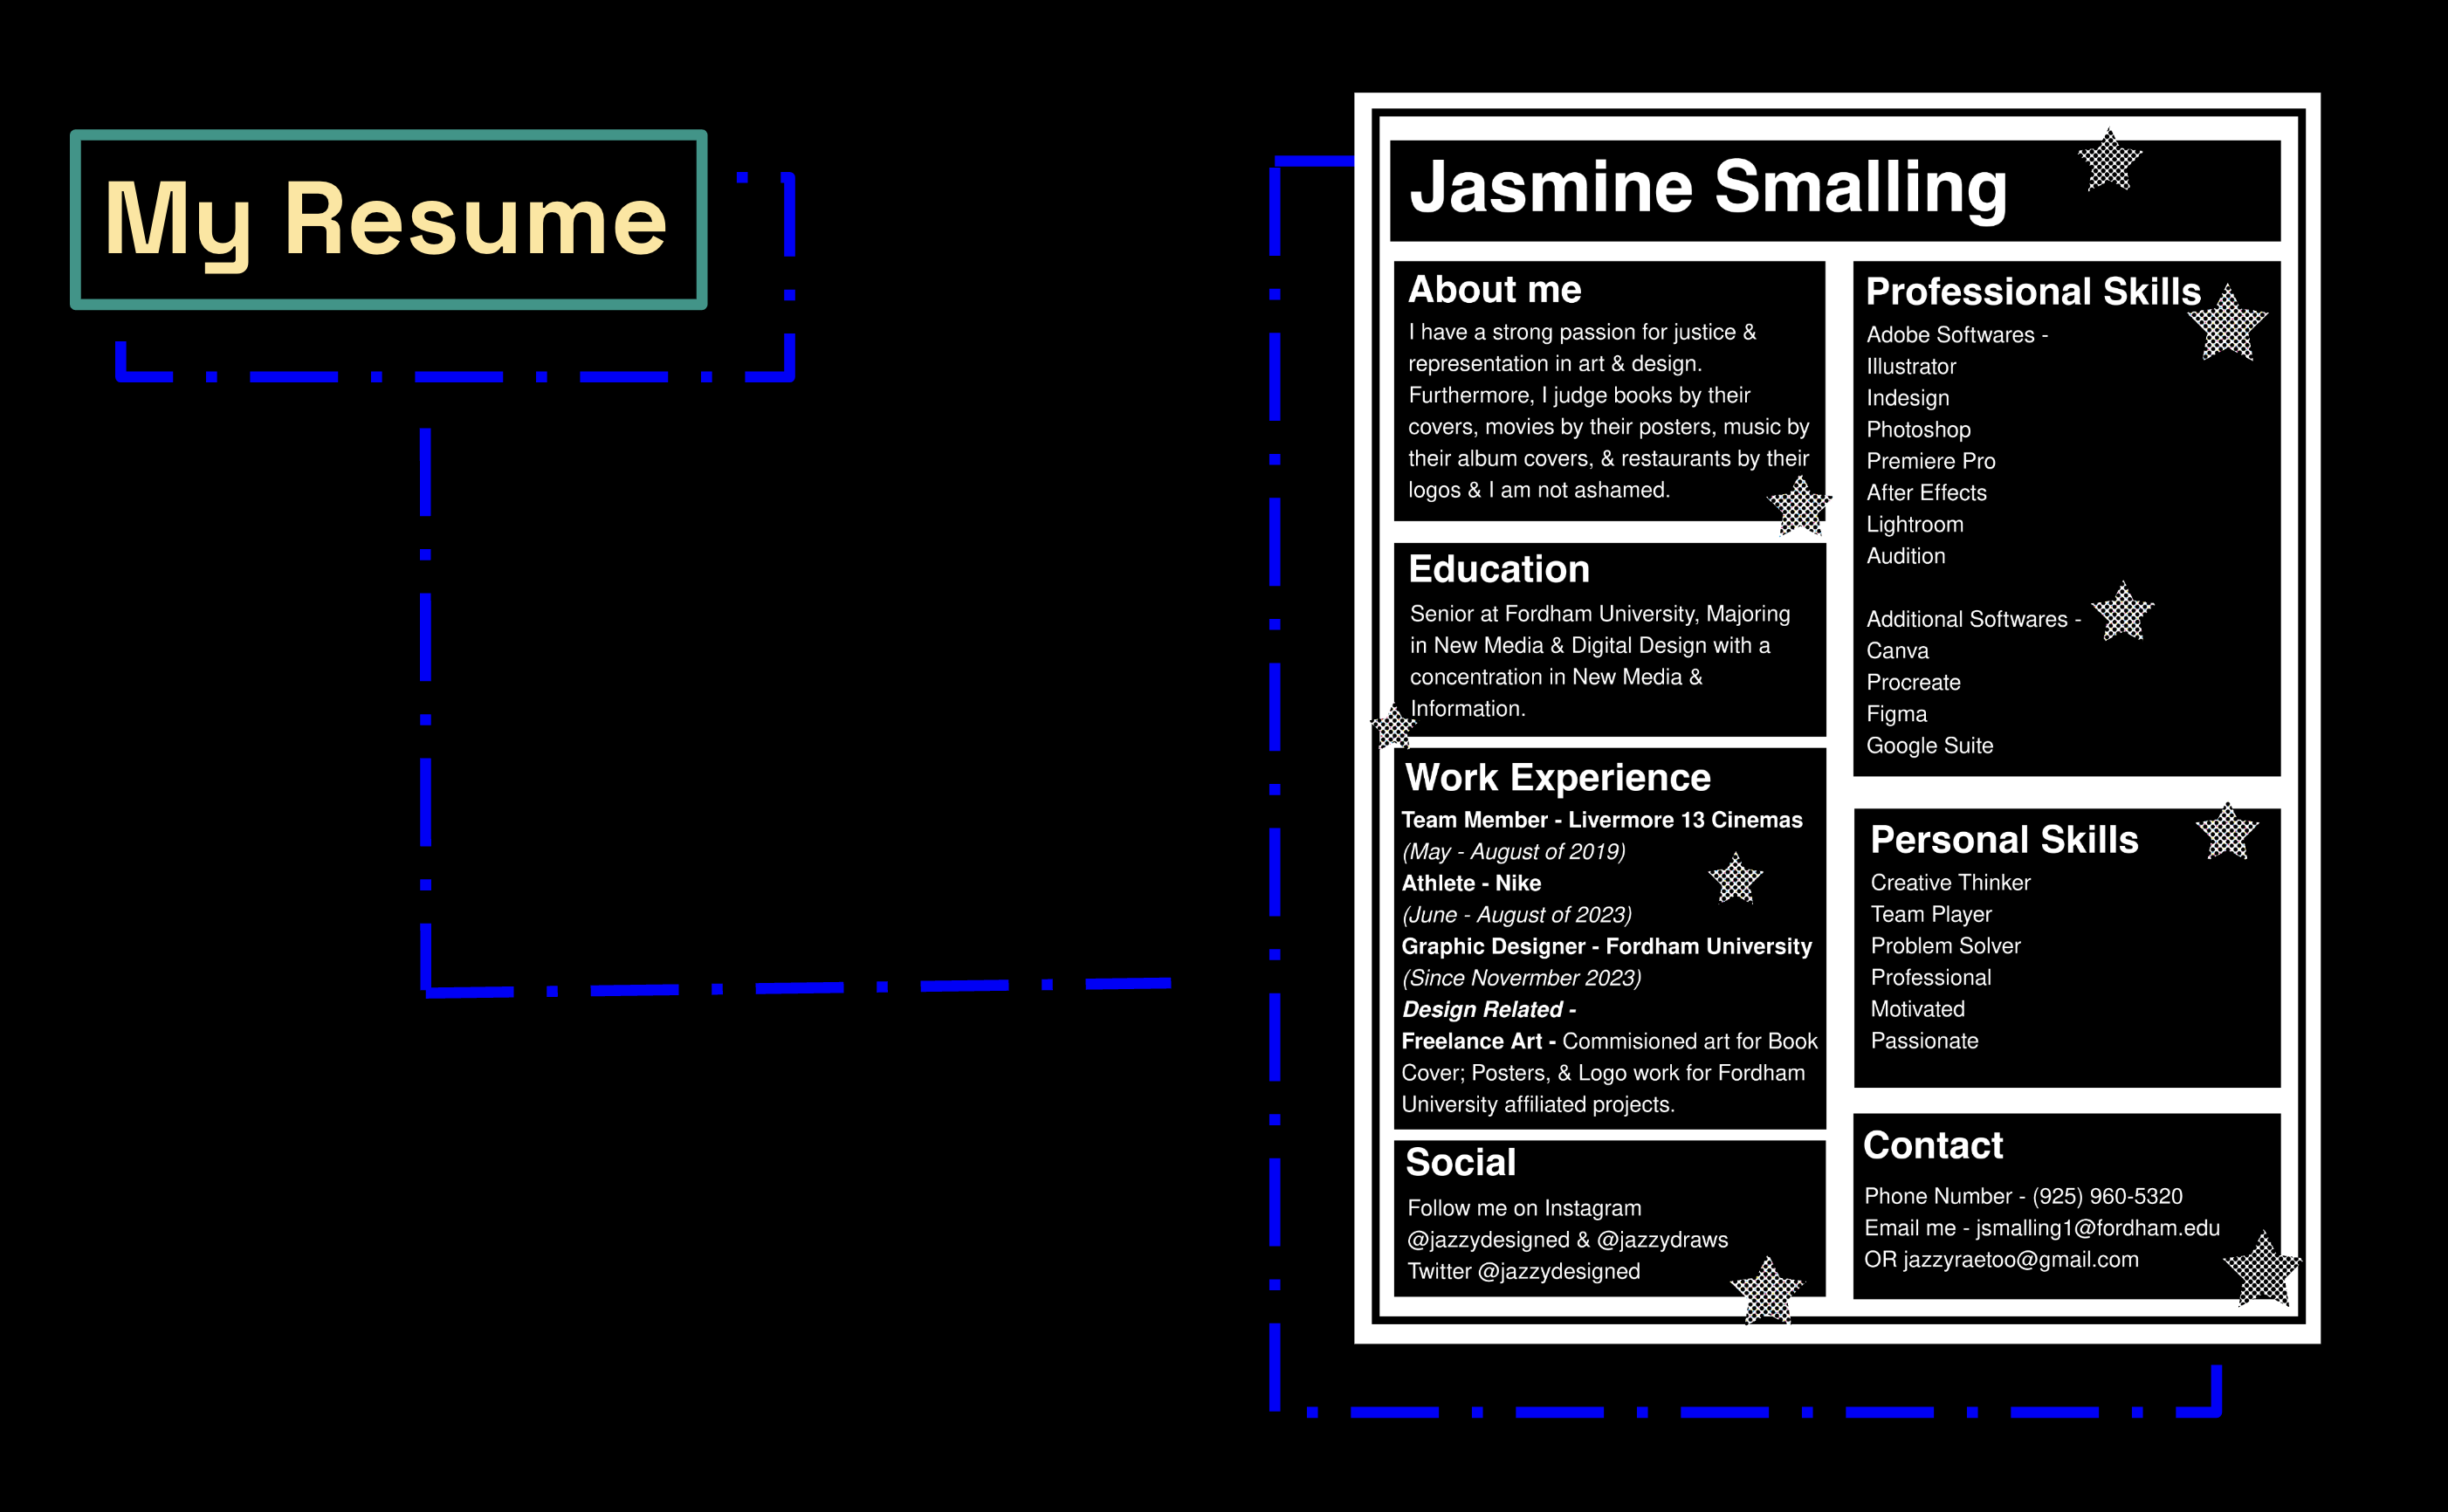 My Resume
Jasmine Smalling
About me
I have a strong passion for justice &
representation in art & design.
Furthermore, I judge books by their
covers, movies by their posters, music by
their album covers, & restaurants by their
logos & I am not ashamed.
Education
Senior at Fordham University, Majoring
in New Media & Digital Design with a
concentration in New Media &
Information.
Work Experience
Team Member - Livermore 13 Cinemas
(May - August of 2019)
Athlete - Nike
(June - August of 2023)
Graphic Designer - Fordham University
(Since Novermber 2023)
Design Related -
Freelance Art - Commisioned art for Book
Cover; Posters, & Logo work for Fordham
University affiliated projects.
Social
Follow me on Instagram
@jazzydesigned & @jazzydraws
Twitter @jazzydesigned
Professional Skills
Adobe Softwares -
Illustrator
Indesign
Photoshop
Premiere Pro
After Effects
Lightroom
Audition
Additional Softwares -
Canva
Procreate
Figma
Google Suite
Personal Skills
Creative Thinker
Team Player
Problem Solver
Professional
Motivated
Passionate
Contact
Phone Number - (925) 960-5320
Email me - jsmalling1@fordham.edu
OR jazzyraetoo@gmail.com